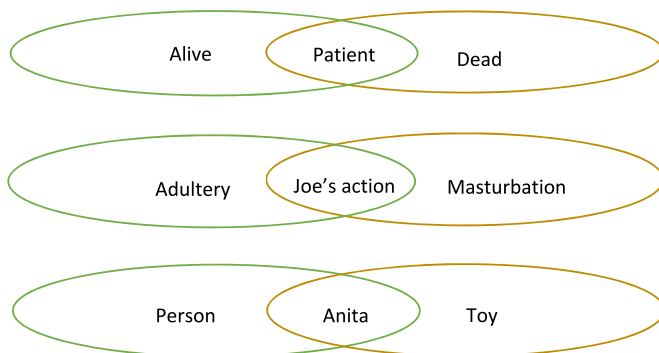 Alive Patient Dead
Adultery Joe’s action Masturbation
Person Anita Toy